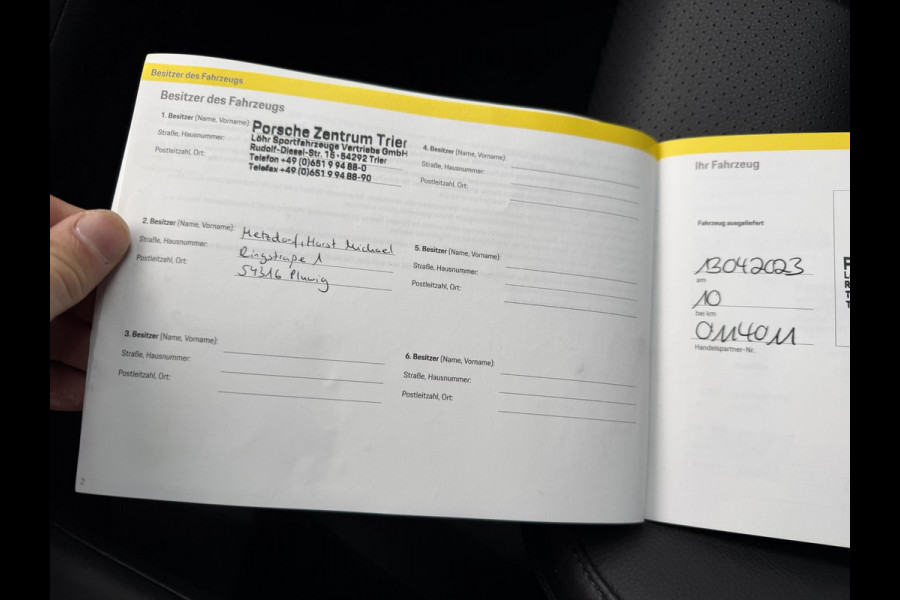 Besitzer des Fahrzeugs
Besitzer des Fahrzeugs
1. Besitzer (Name, Vorname):
Straße, Hausnummer:
Postleitzahl, Ort:
Porsche Zentrum Trier
Löhr Sportfahrzeuge Vertriebs GmbH
Rudolf-Diesel-Str. 15 · 54292 Trier
Telefon +49 (0)651 9 94 88-0
Telefax +49 (0)651 9 94 88-90
2. Besitzer (Name, Vorname): Metzdorf, Horst Michael
Straße, Hausnummer: Ringstraße 1
Postleitzahl, Ort: 54316 Pluwig
3. Besitzer (Name, Vorname):
Straße, Hausnummer:
Postleitzahl, Ort:
4. Besitzer (Name, Vorname):
Straße, Hausnummer:
Postleitzahl, Ort:
5. Besitzer (Name, Vorname):
Straße, Hausnummer:
Postleitzahl, Ort:
6. Besitzer (Name, Vorname):
Straße, Hausnummer:
Postleitzahl, Ort:
2
Ihr Fahrzeug
Fahrzeug ausgeliefert
13042023
am
10
bei km
0114011
Handelspartner-Nr.